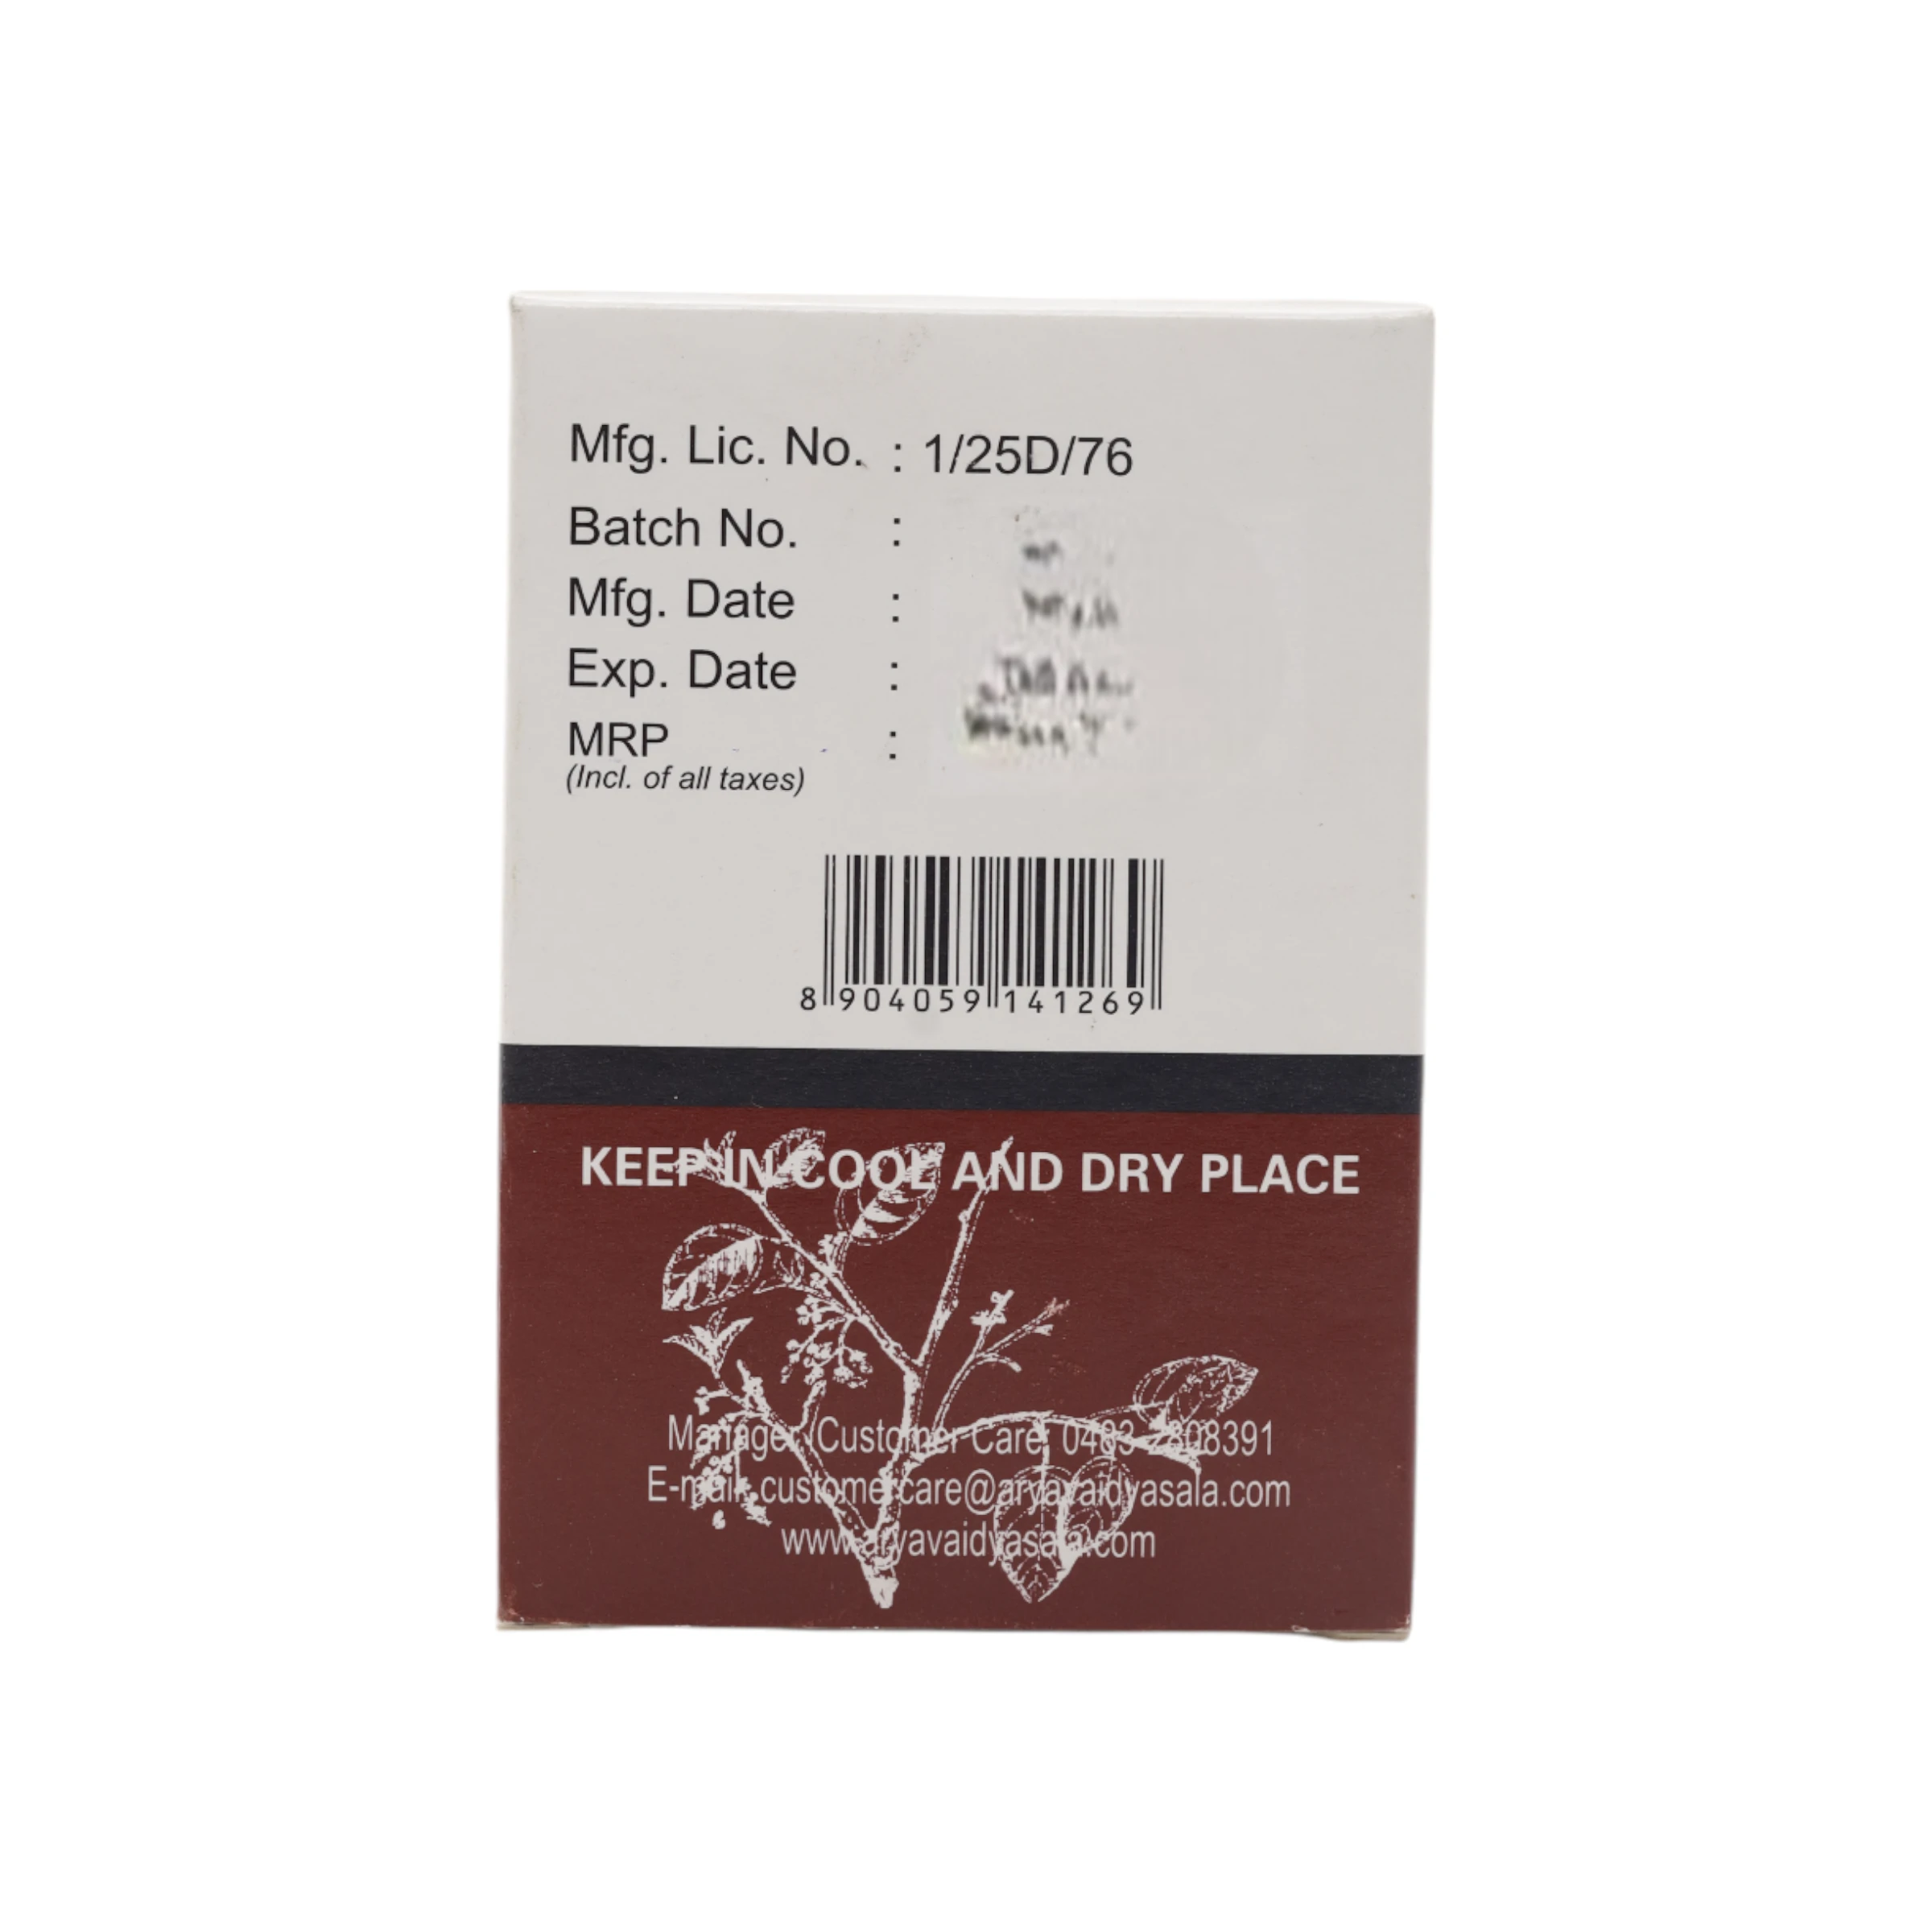 Mfg. Lic. No. : 1/25D/76
Batch No. :
Mfg. Date :
Exp. Date :
MRP :
(Incl. of all taxes)
8 904059 141269
KEEP IN COOL AND DRY PLACE
Manager (Customer Care) 0483-2808391
E-mail: customercare@aryavaidyasala.com
www.aryavaidyasala.com